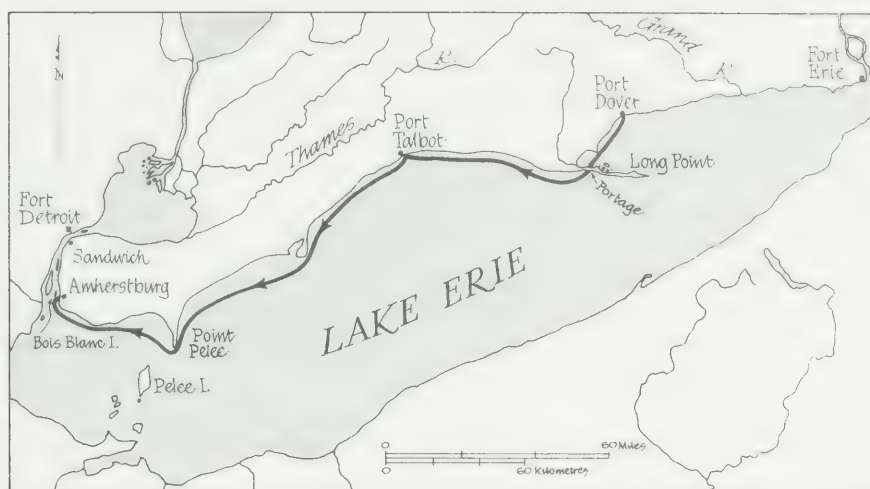 Grand
R.
Fort
Erie
N
R.
Port
Dover
Port
Talbot
Thames
Long Point
Portage
Fort
Detroit
Sandwich
Amherstburg
LAKE ERIE
Bois Blanc I.
Point
Pelee
Pelee I.
0 60 Miles
0 60 Kilometres